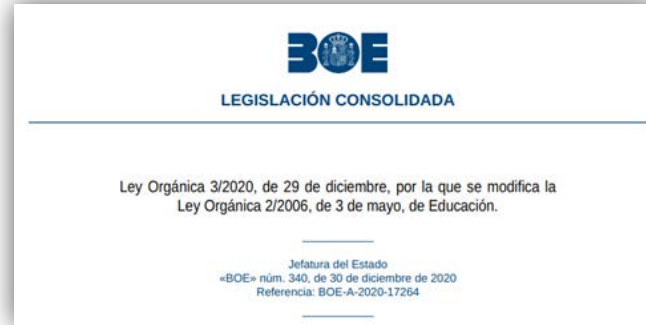 BOE
LEGISLACIÓN CONSOLIDADA
Ley Orgánica 3/2020, de 29 de diciembre, por la que se modifica la
Ley Orgánica 2/2006, de 3 de mayo, de Educación.
Jefatura del Estado
«BOE» núm. 340, de 30 de diciembre de 2020
Referencia: BOE-A-2020-17264